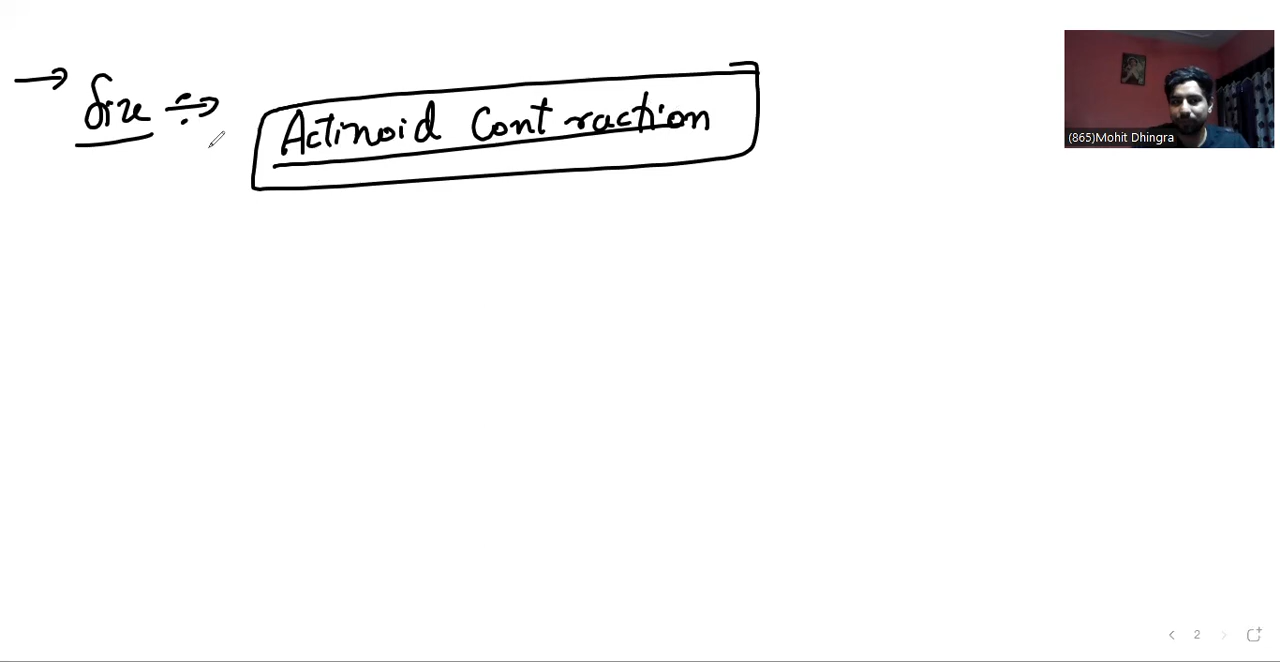 → Size ÷→ Actinoid Contraction
(865)Mohit Dhingra
< 2 >